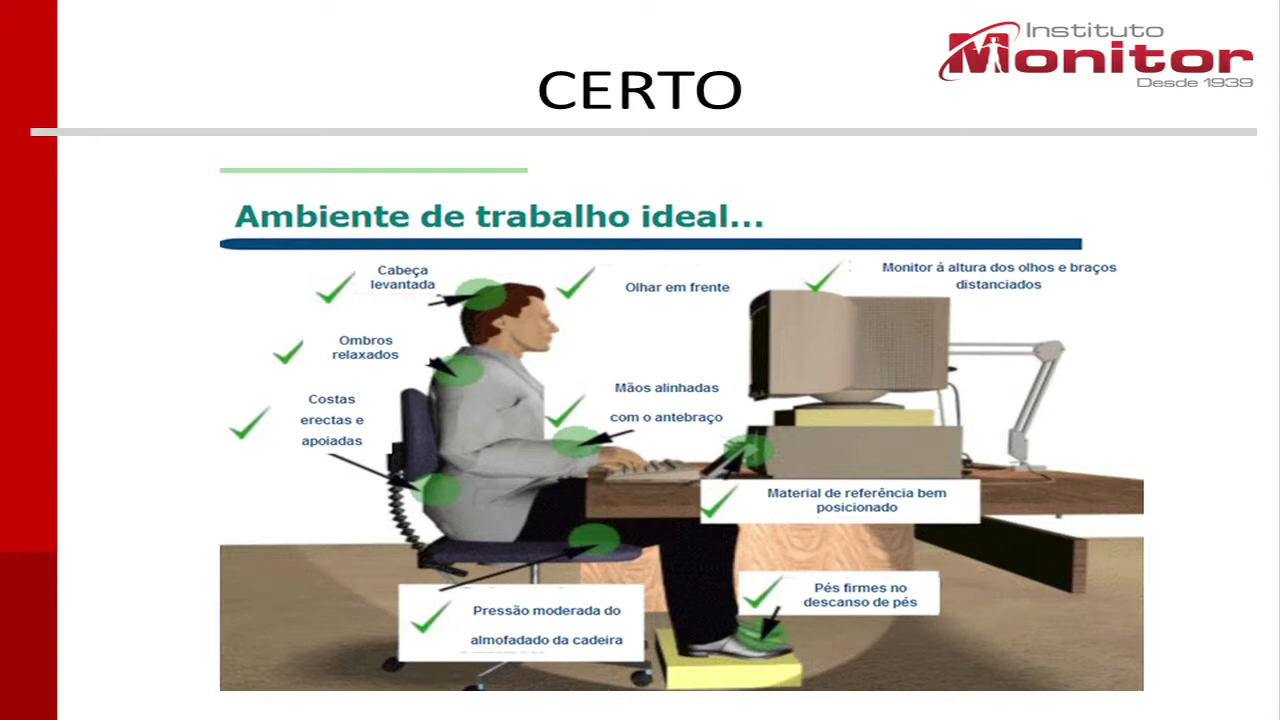 Instituto
Monitor
Desde 1939
CERTO
Ambiente de trabalho ideal...
Cabeça
levantada
Olhar em frente
Monitor à altura dos olhos e braços
distanciados
Ombros
relaxados
Costas
erectas e
apoiadas
Mãos alinhadas
com o antebraço
Material de referência bem
posicionado
Pés firmes no
descanso de pés
Pressão moderada do
almofadado da cadeira